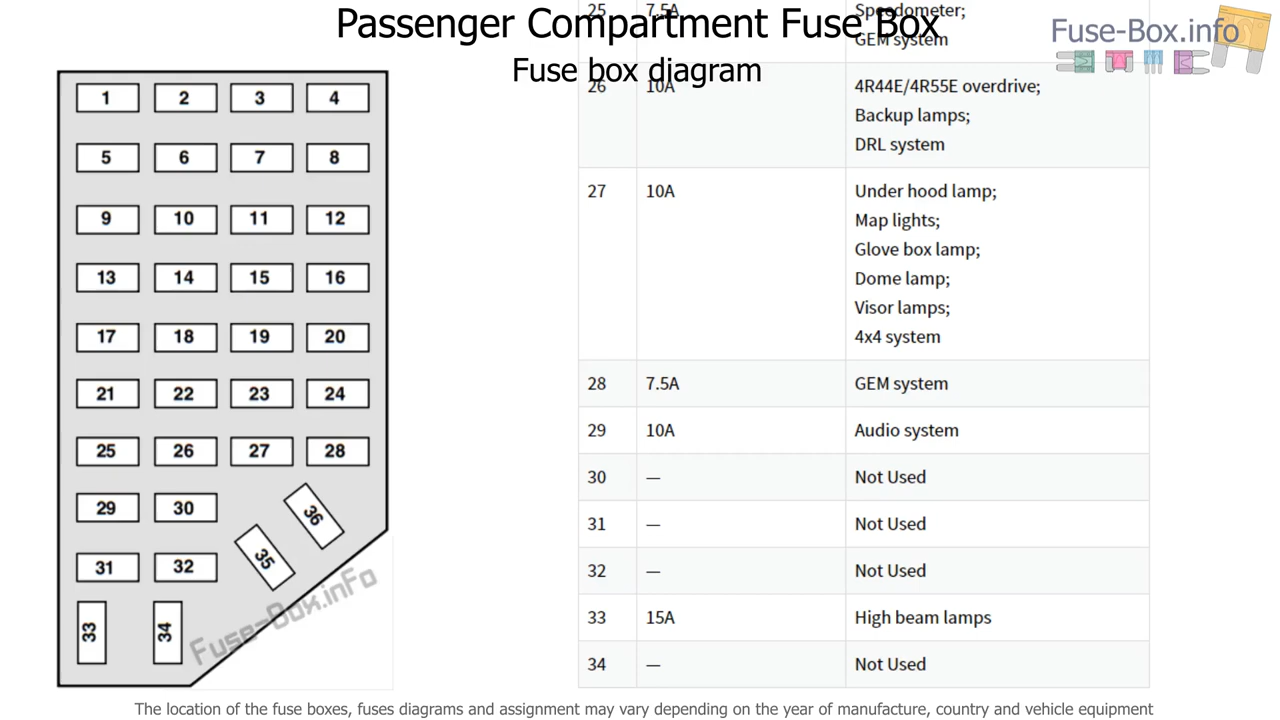 Passenger Compartment Fuse Box
Fuse box diagram
Fuse-Box.info
1 2 3 4
5 6 7 8
9 10 11 12
13 14 15 16
17 18 19 20
21 22 23 24
25 26 27 28
29 30
36
35
31 32
33 34
Fuse-Box.info
25 7.5A Speedometer;
GEM system
26 10A 4R44E/4R55E overdrive;
Backup lamps;
DRL system
27 10A Under hood lamp;
Map lights;
Glove box lamp;
Dome lamp;
Visor lamps;
4x4 system
28 7.5A GEM system
29 10A Audio system
30 — Not Used
31 — Not Used
32 — Not Used
33 15A High beam lamps
34 — Not Used
The location of the fuse boxes, fuses diagrams and assignment may vary depending on the year of manufacture, country and vehicle equipment